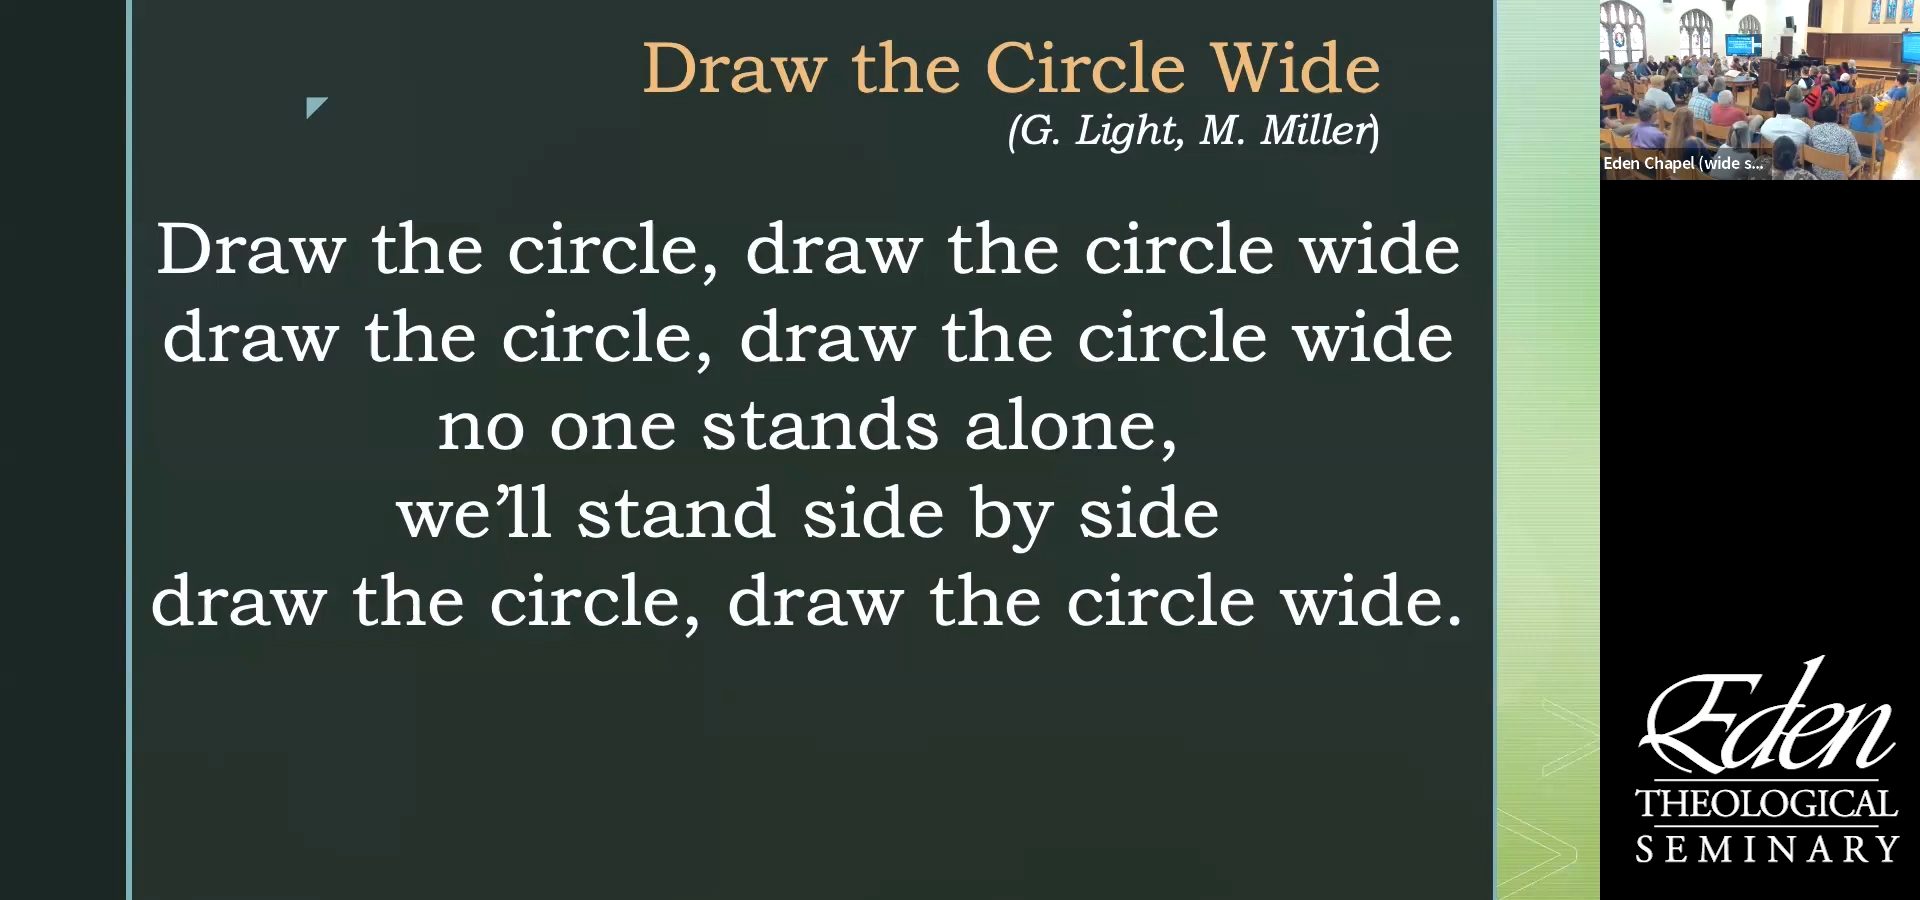 Draw the Circle Wide
(G. Light, M. Miller)
Draw the circle, draw the circle wide
draw the circle, draw the circle wide
no one stands alone,
we’ll stand side by side
draw the circle, draw the circle wide.
Eden Chapel (wide s...
Eden
THEOLOGICAL
SEMINARY